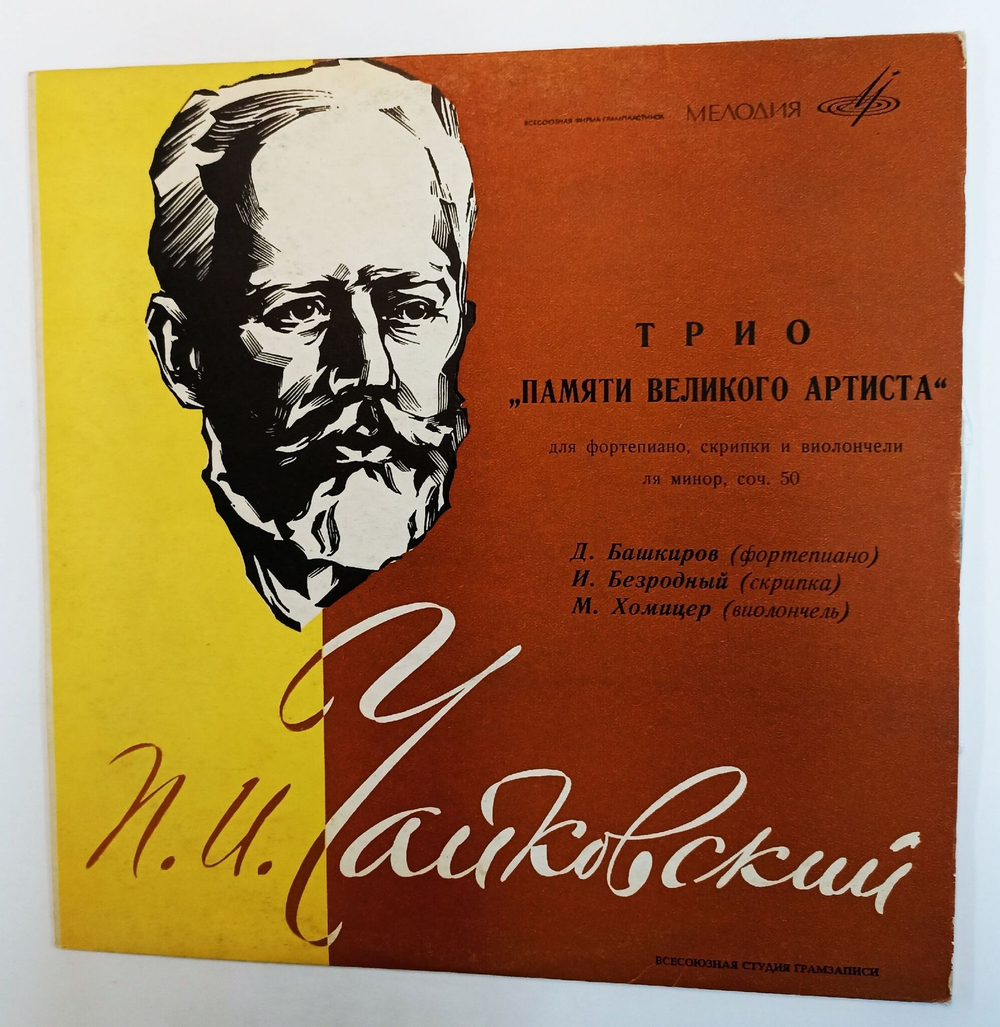 ВСЕСОЮЗНАЯ ФИРМА ГРАМПЛАСТИНОК МЕЛОДИЯ
ТРИО
„ПАМЯТИ ВЕЛИКОГО АРТИСТА“
для фортепиано, скрипки и виолончели
ля минор, соч. 50
Д. Башкиров (фортепиано)
И. Безродный (скрипка)
М. Хомицер (виолончель)
П. И. Чайковский
ВСЕСОЮЗНАЯ СТУДИЯ ГРАМЗАПИСИ